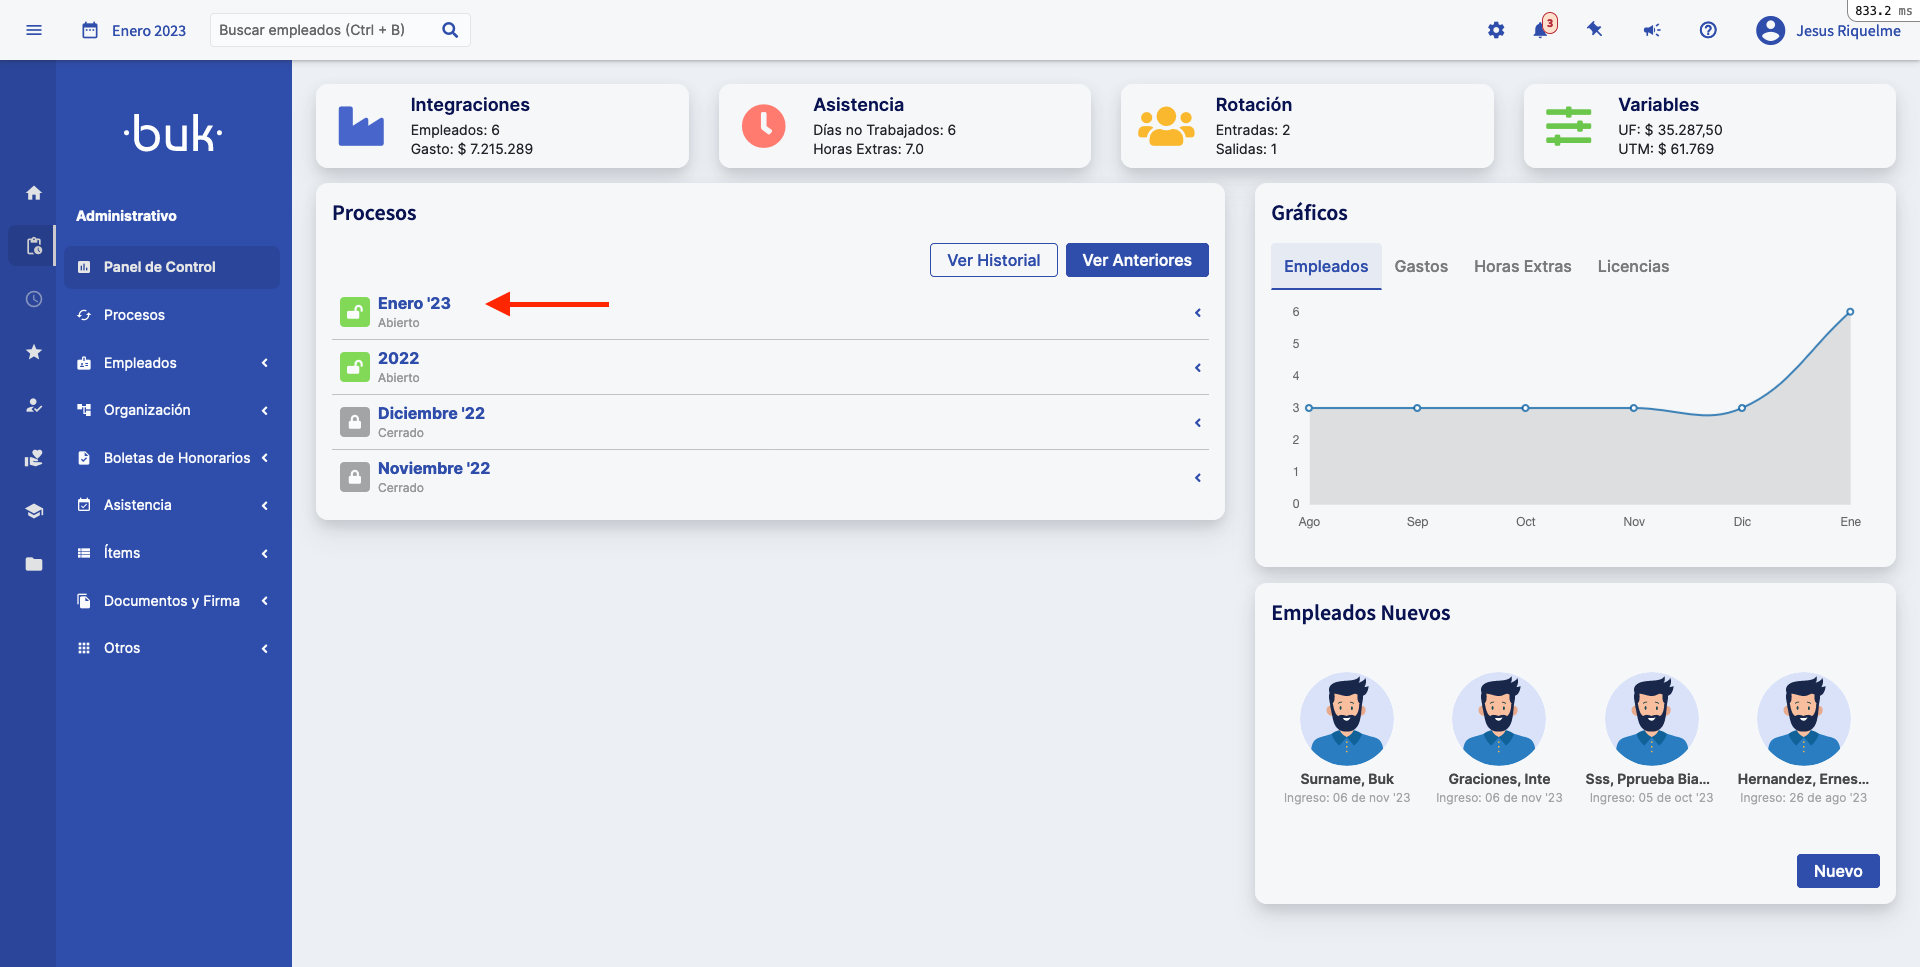 Enero 2023
Buscar empleados (Ctrl + B)
3
833.2 ms
Jesus Riquelme
·buk·
Administrativo
Panel de Control
Procesos
Empleados
Organización
Boletas de Honorarios
Asistencia
Ítems
Documentos y Firma
Otros
Integraciones
Empleados: 6
Gasto: $ 7.215.289
Asistencia
Días no Trabajados: 6
Horas Extras: 7.0
Rotación
Entradas: 2
Salidas: 1
Variables
UF: $ 35.287,50
UTM: $ 61.769
Procesos
Ver Historial
Ver Anteriores
Enero '23
Abierto
2022
Abierto
Diciembre '22
Cerrado
Noviembre '22
Cerrado
Gráficos
Empleados
Gastos
Horas Extras
Licencias
6
5
4
3
2
1
0
Ago
Sep
Oct
Nov
Dic
Ene
Empleados Nuevos
Surname, Buk
Ingreso: 06 de nov '23
Graciones, Inte
Ingreso: 06 de nov '23
Sss, Pprueba Bia...
Ingreso: 05 de oct '23
Hernandez, Ernes...
Ingreso: 26 de ago '23
Nuevo